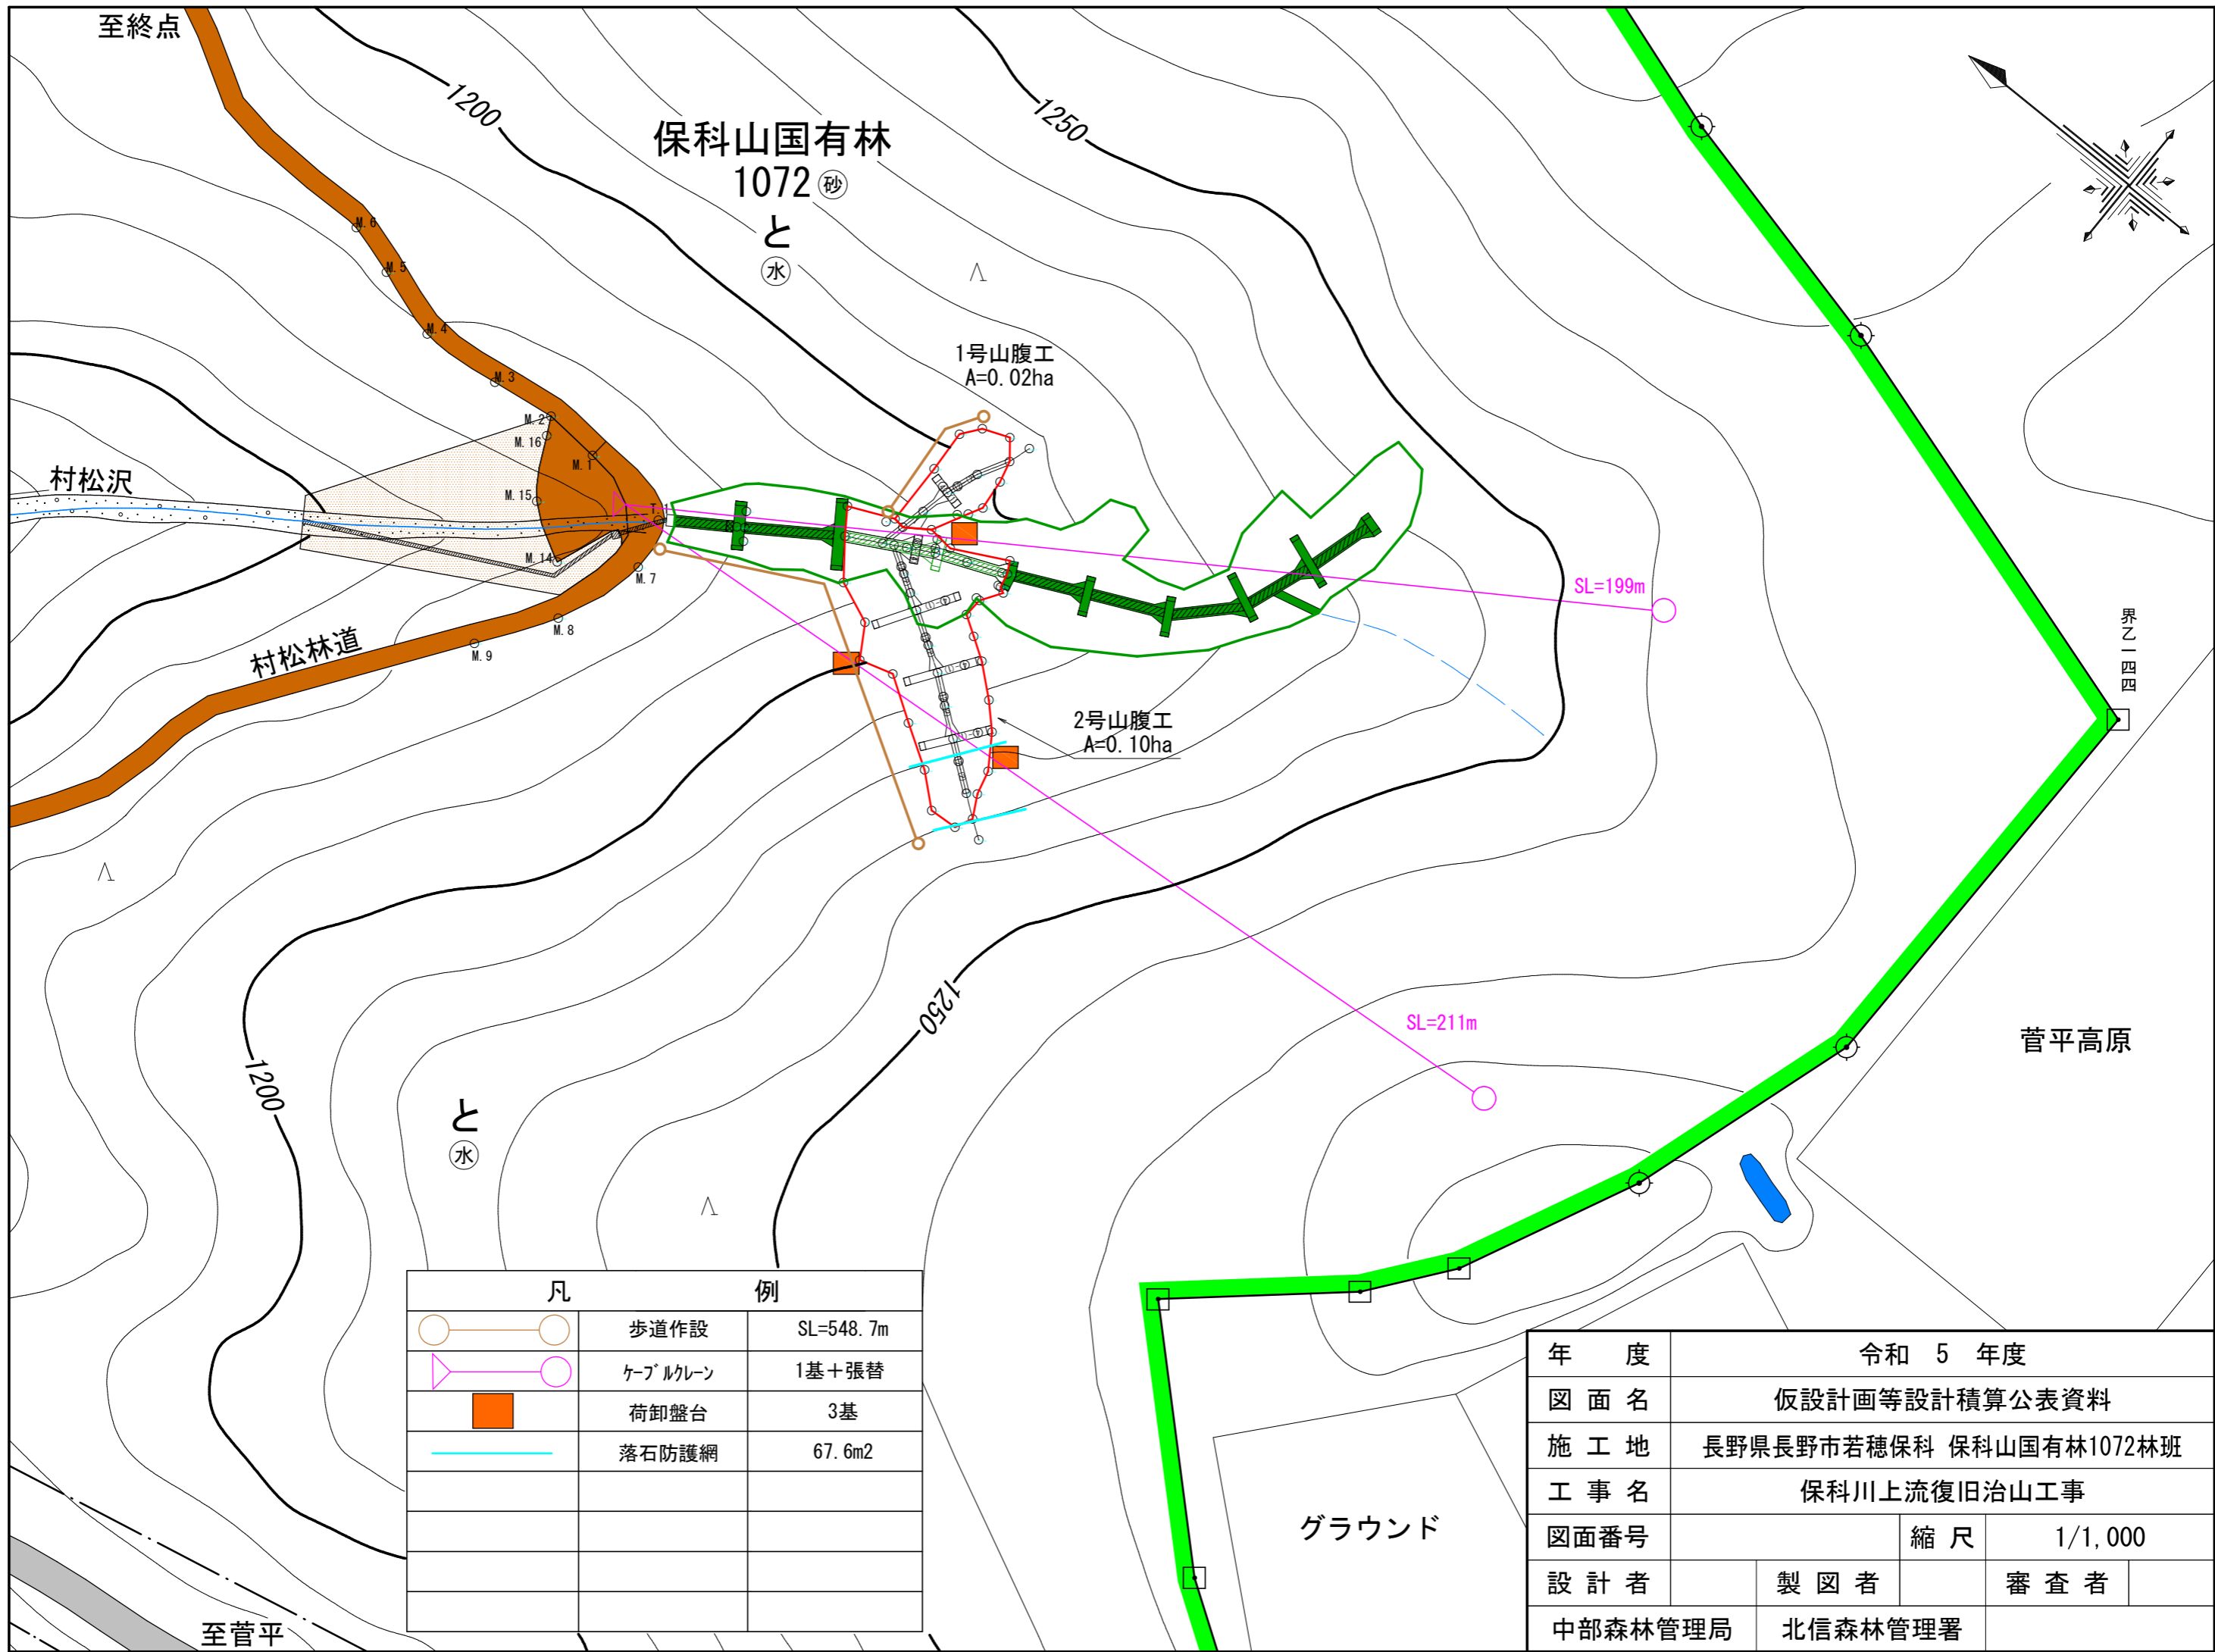 至終点
1200
保科山国有林
1072 砂
と
水
1250
M.6
M.5
M.4
M.3
M.2
M.16
M.1
M.15
M.14
M.7
M.8
M.9
1号山腹工
A=0.02ha
村松沢
村松林道
SL=199m
界乙一四四
2号山腹工
A=0.10ha
1250
SL=211m
菅平高原
1200
と
水
グラウンド
至菅平
凡 例
歩道作設 SL=548.7m
ケーブルクレーン 1基＋張替
荷卸盤台 3基
落石防護網 67.6m2
年 度 令和 5 年度
図面名 仮設計画等設計積算公表資料
施工地 長野県長野市若穂保科 保科山国有林1072林班
工事名 保科川上流復旧治山工事
図面番号 縮尺 1/1,000
設計者 製図者 審査者
中部森林管理局 北信森林管理署